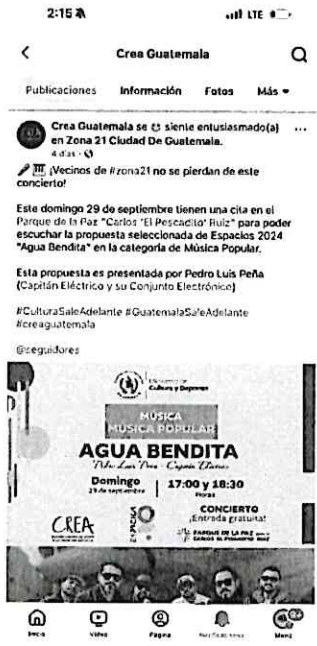 2:15
LTE
Crea Guatemala
Publicaciones Información Fotos Más
Crea Guatemala se siente entusiasmado(a)
en Zona 21 Ciudad De Guatemala.
4 días
¡Vecinos de #zona21 no se pierdan de este
concierto!
Este domingo 29 de septiembre tienen una cita en el
Parque de la Paz "Carlos 'El Pescadito' Ruiz" para poder
escuchar la propuesta seleccionada de Espacios 2024
"Agua Bendita" en la categoría de Música Popular.
Esta propuesta es presentada por Pedro Luis Peña
(Capitán Eléctrico y su Conjunto Electrónico)
#CulturaSaleAdelante #GuatemalaSaleAdelante
#creaguatemala
@seguidores
Cultura y Deportes
MÚSICA
MÚSICA POPULAR
AGUA BENDITA
Domingo
29 de septiembre
17:00 y 18:30
Horas
CREA
CONCIERTO
¡Entrada gratuita!
PARQUE DE LA PAZ
Inicio Video Página Menú